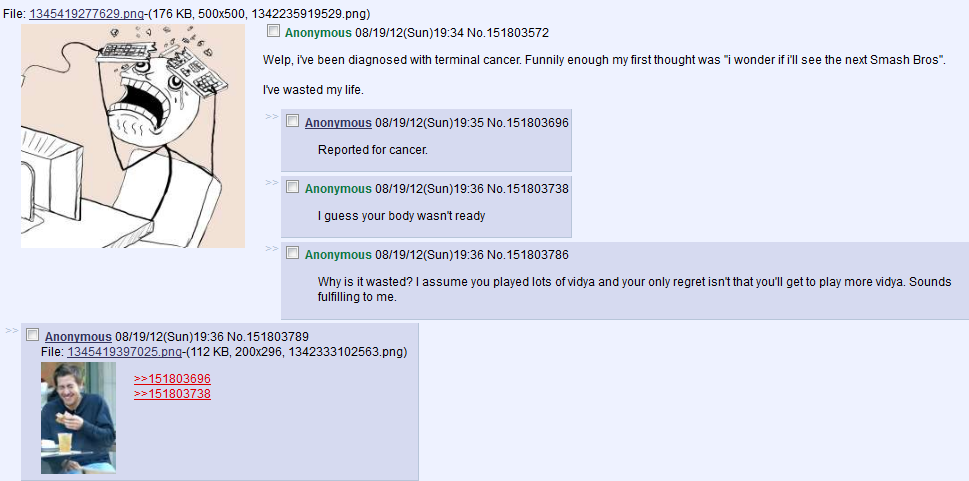 File: 1345419277629.png-(176 KB, 500x500, 1342235919529.png)
Anonymous 08/19/12(Sun)19:34 No.151803572
Welp, i've been diagnosed with terminal cancer. Funnily enough my first thought was "i wonder if i'll see the next Smash Bros".
I've wasted my life.
>> Anonymous 08/19/12(Sun)19:35 No.151803696
Reported for cancer.
>> Anonymous 08/19/12(Sun)19:36 No.151803738
I guess your body wasn't ready
>> Anonymous 08/19/12(Sun)19:36 No.151803786
Why is it wasted? I assume you played lots of vidya and your only regret isn't that you'll get to play more vidya. Sounds
fulfilling to me.
>> Anonymous 08/19/12(Sun)19:36 No.151803789
File: 1345419397025.png-(112 KB, 200x296, 1342333102563.png)
>>151803696
>>151803738